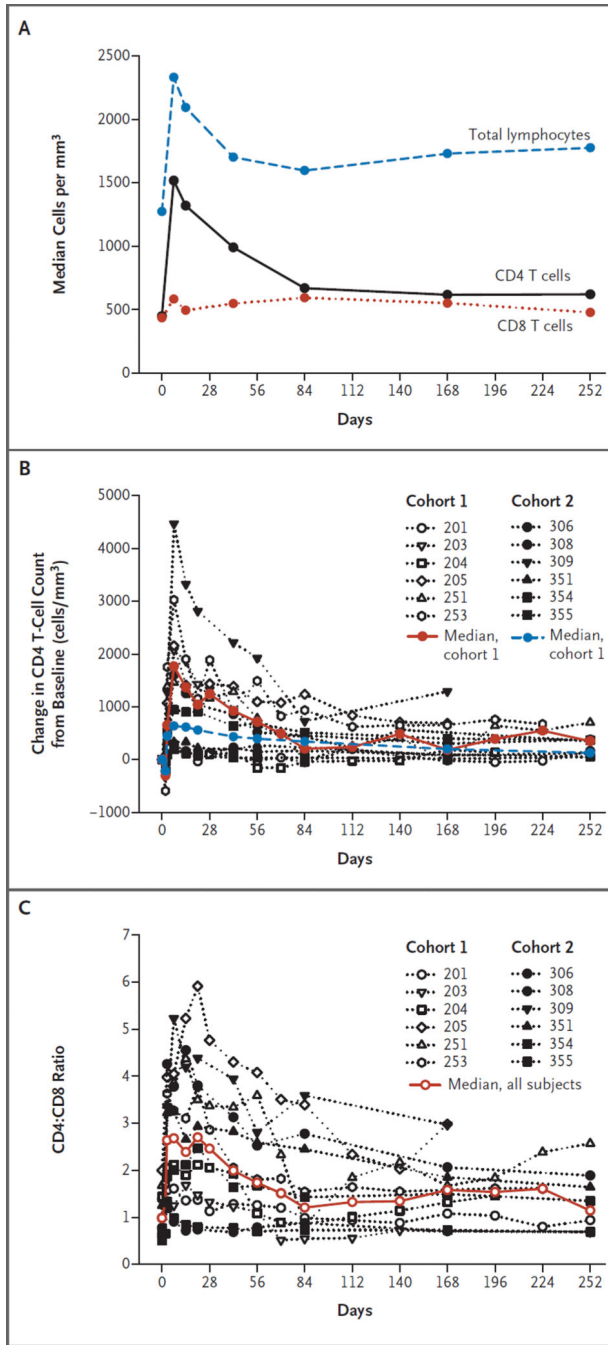 A
2500
2000
1500
1000
500
0
Median Cells per mm³
Total lymphocytes
CD4 T cells
CD8 T cells
0 28 56 84 112 140 168 196 224 252
Days
B
5000
4000
3000
2000
1000
0
−1000
Change in CD4 T-Cell Count
from Baseline (cells/mm³)
Cohort 1 Cohort 2
201 306
203 308
204 309
205 351
251 354
253 355
Median, cohort 1 Median, cohort 1
0 28 56 84 112 140 168 196 224 252
Days
C
7
6
5
4
3
2
1
0
CD4:CD8 Ratio
Cohort 1 Cohort 2
201 306
203 308
204 309
205 351
251 354
253 355
Median, all subjects
0 28 56 84 112 140 168 196 224 252
Days